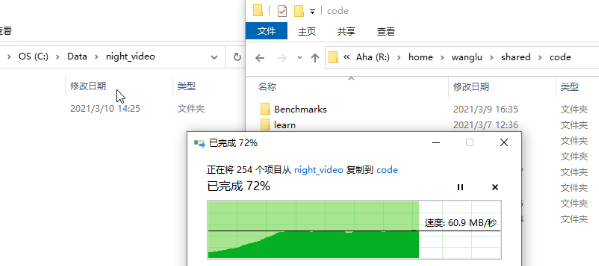 code
查看
文件
主页
共享
查看
OS (C:) > Data > night_video
« Aha (R:) > home > wanglu > shared > code
修改日期
类型
名称
修改日期
类型
2021/3/10 14:25
文件夹
Benchmarks
2021/3/9 16:35
文件夹
learn
2021/3/7 12:36
文件夹
文件夹
文件夹
文件夹
文件夹
文件夹
已完成 72%
正在将 254 个项目从 night_video 复制到 code
已完成 72%
速度: 60.9 MB/秒